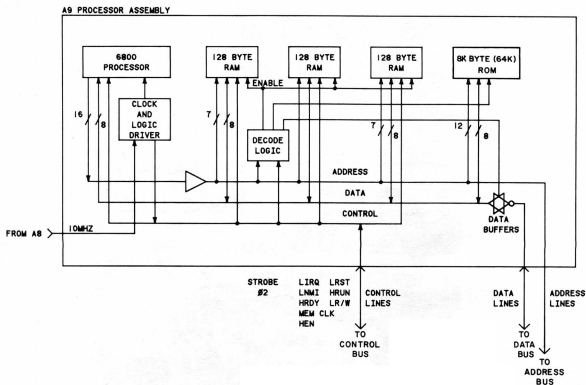 A9 PROCESSOR ASSEMBLY
6800
PROCESSOR
128 BYTE
RAM
128 BYTE
RAM
128 BYTE
RAM
8K BYTE (64K)
ROM
ENABLE
16
8
CLOCK
AND
LOGIC
DRIVER
7
8
7
8
12
8
DECODE
LOGIC
ADDRESS
DATA
CONTROL
DATA
BUFFERS
FROM A8
10MHZ
STROBE
Ø2
LIRQ LRST
LNMI HRUN
HRDY LR/W
MEM CLK
HEN
CONTROL
LINES
TO
CONTROL
BUS
DATA
LINES
ADDRESS
LINES
TO
DATA
BUS
TO
ADDRESS
BUS